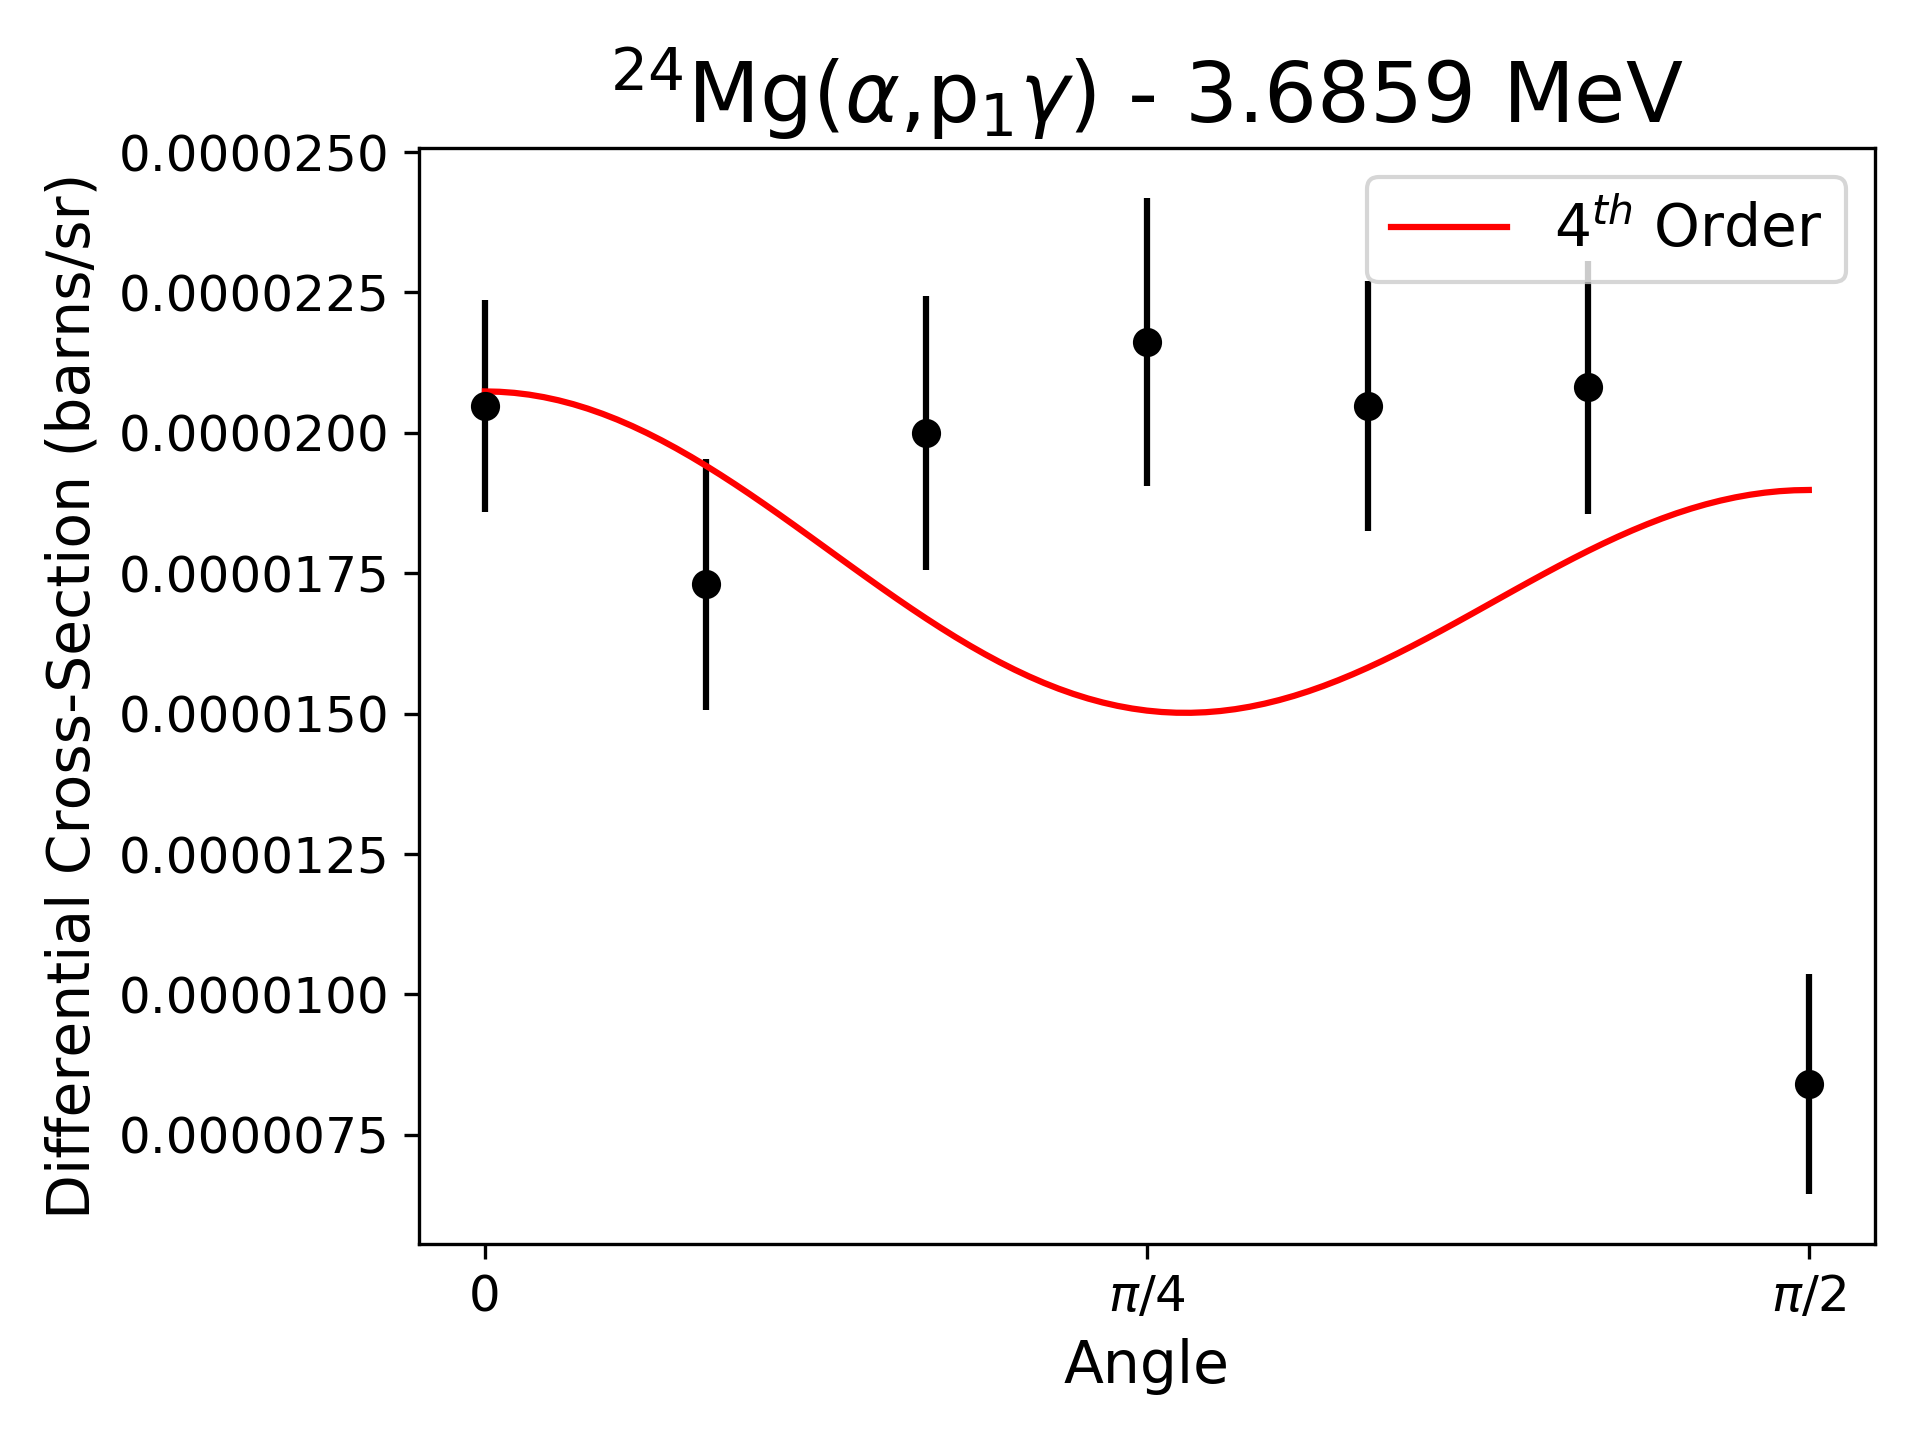 ²⁴Mg(α,p₁γ) - 3.6859 MeV
4ᵗʰ Order
Differential Cross-Section (barns/sr)
0.0000250
0.0000225
0.0000200
0.0000175
0.0000150
0.0000125
0.0000100
0.0000075
0 π/4 π/2
Angle